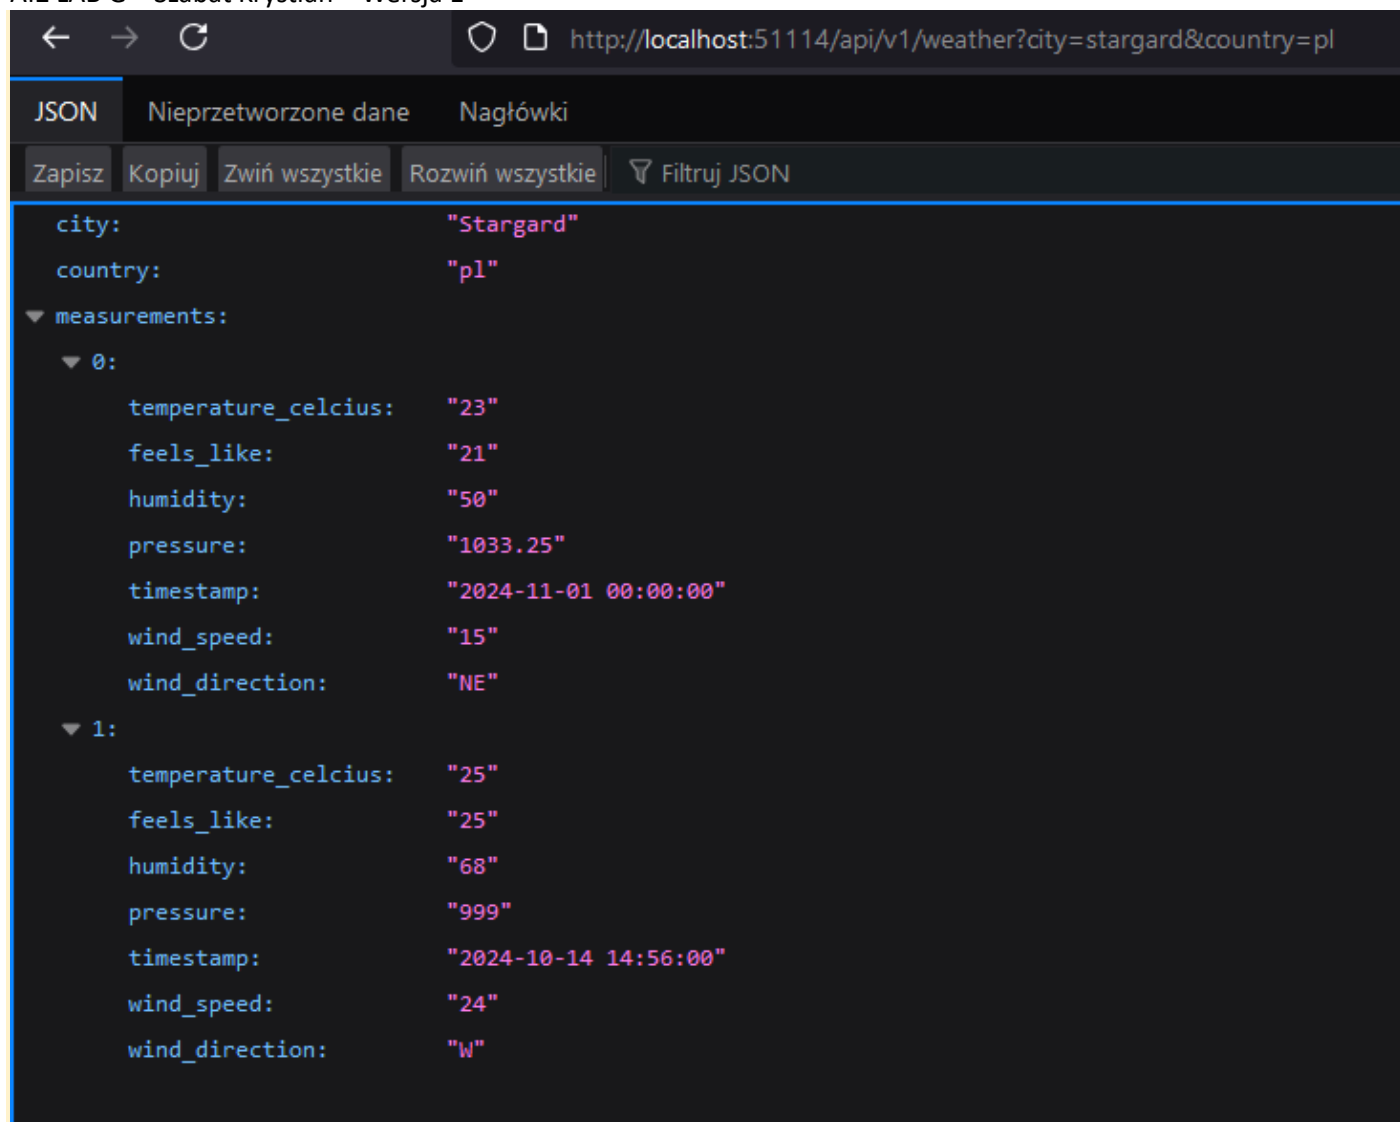 http://localhost:51114/api/v1/weather?city=stargard&country=pl
JSON Nieprzetworzone dane Nagłówki
Zapisz Kopiuj Zwiń wszystkie Rozwiń wszystkie Filtruj JSON
city: "Stargard"
country: "pl"
measurements:
0:
temperature_celcius: "23"
feels_like: "21"
humidity: "50"
pressure: "1033.25"
timestamp: "2024-11-01 00:00:00"
wind_speed: "15"
wind_direction: "NE"
1:
temperature_celcius: "25"
feels_like: "25"
humidity: "68"
pressure: "999"
timestamp: "2024-10-14 14:56:00"
wind_speed: "24"
wind_direction: "W"